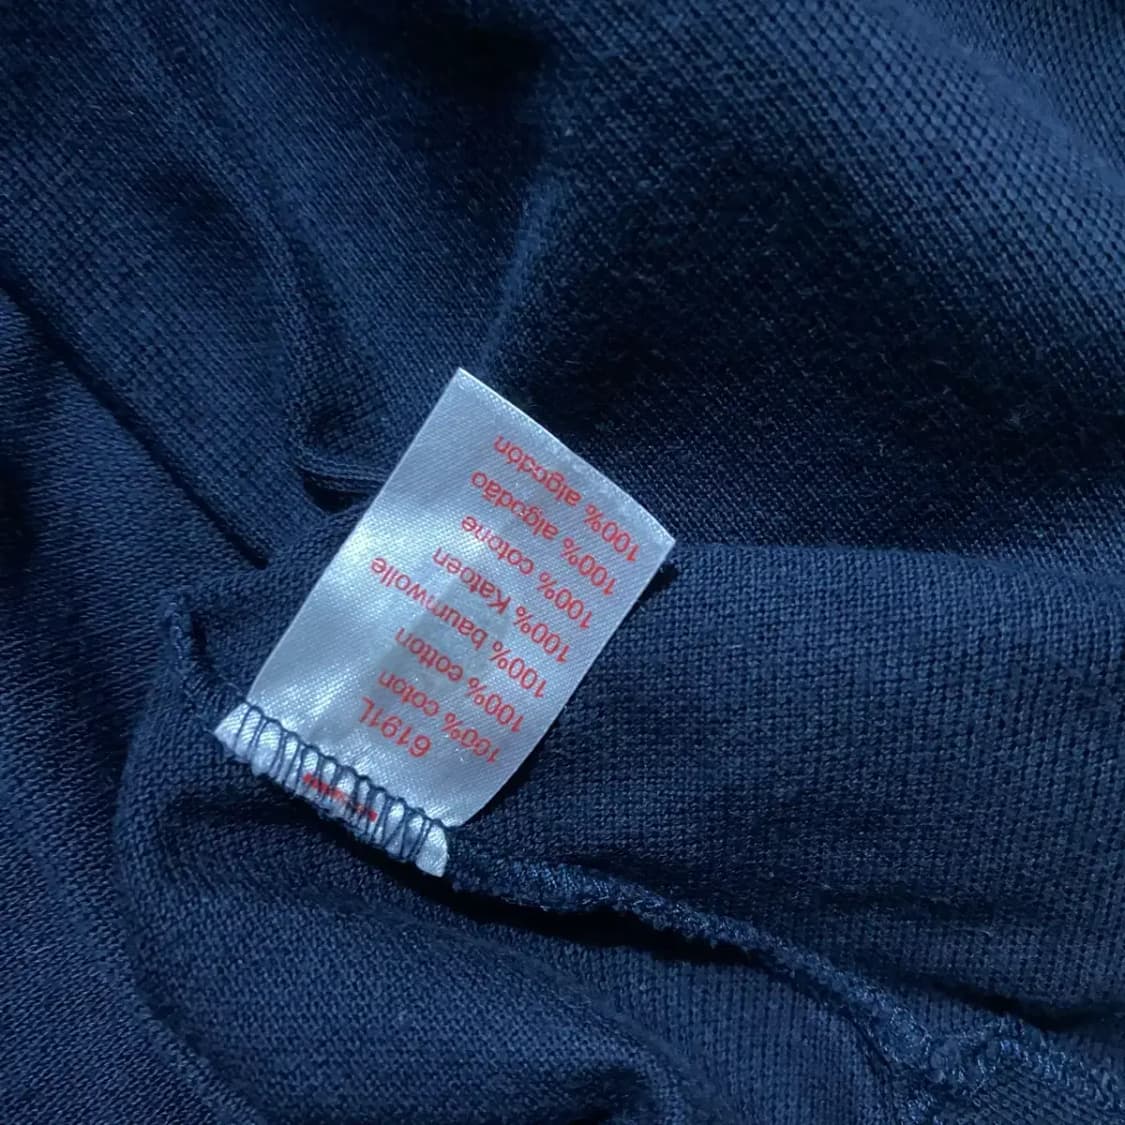 6191L
100% coton
100% cotton
100% baumwolle
100% Katoen
100% cotone
100% algodão
100% algodón